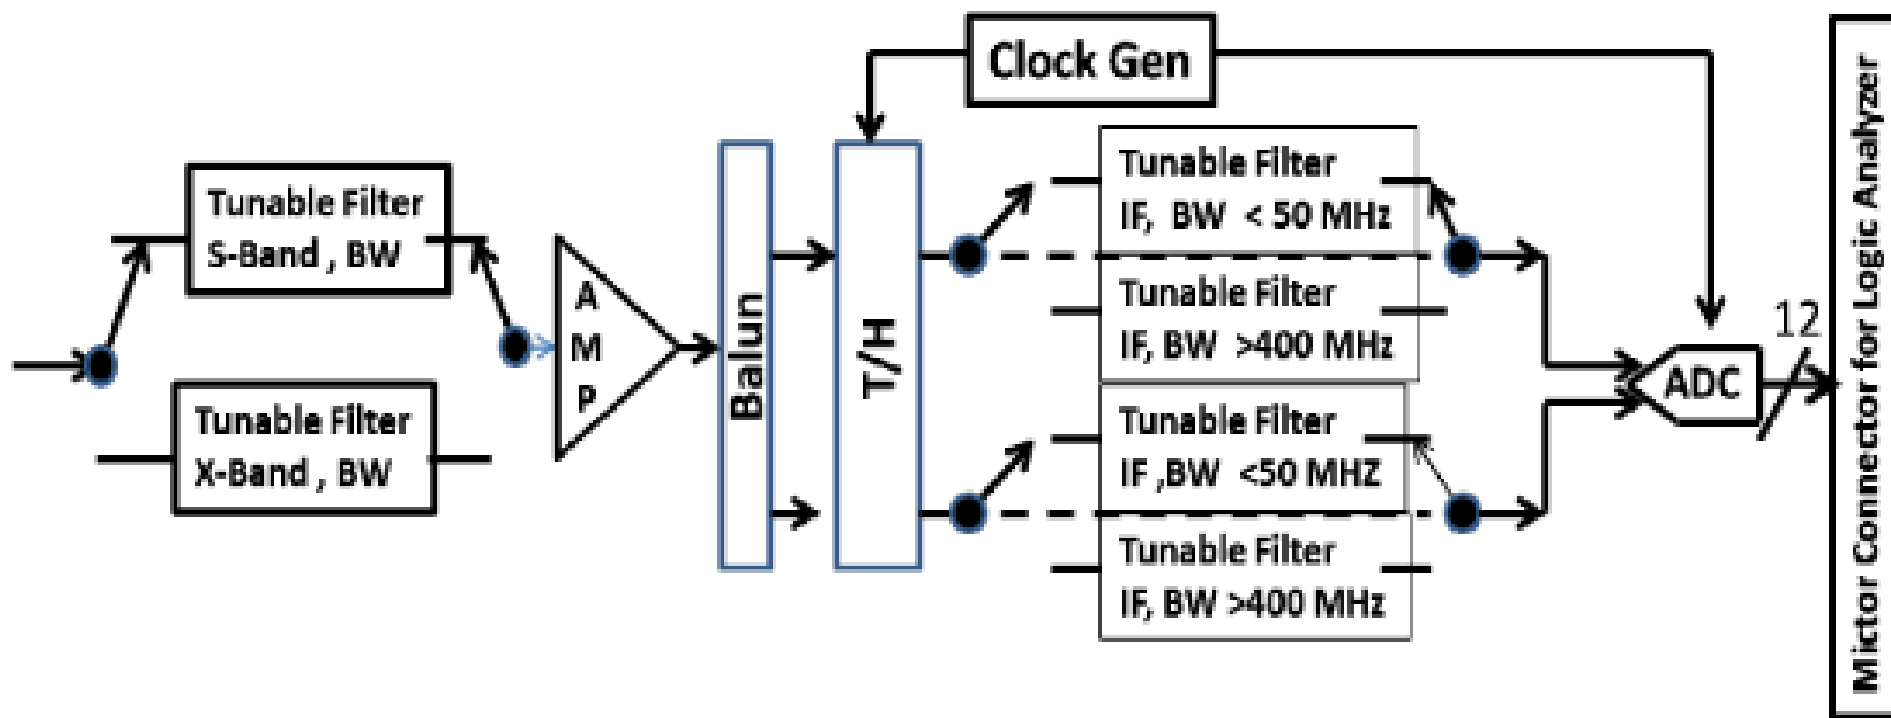 Clock Gen
Tunable Filter
S-Band , BW
Tunable Filter
X-Band , BW
A
M
P
Balun
T/H
Tunable Filter
IF, BW < 50 MHz
Tunable Filter
IF, BW >400 MHz
Tunable Filter
IF ,BW <50 MHZ
Tunable Filter
IF, BW >400 MHz
ADC
12
Mictor Connector for Logic Analyzer